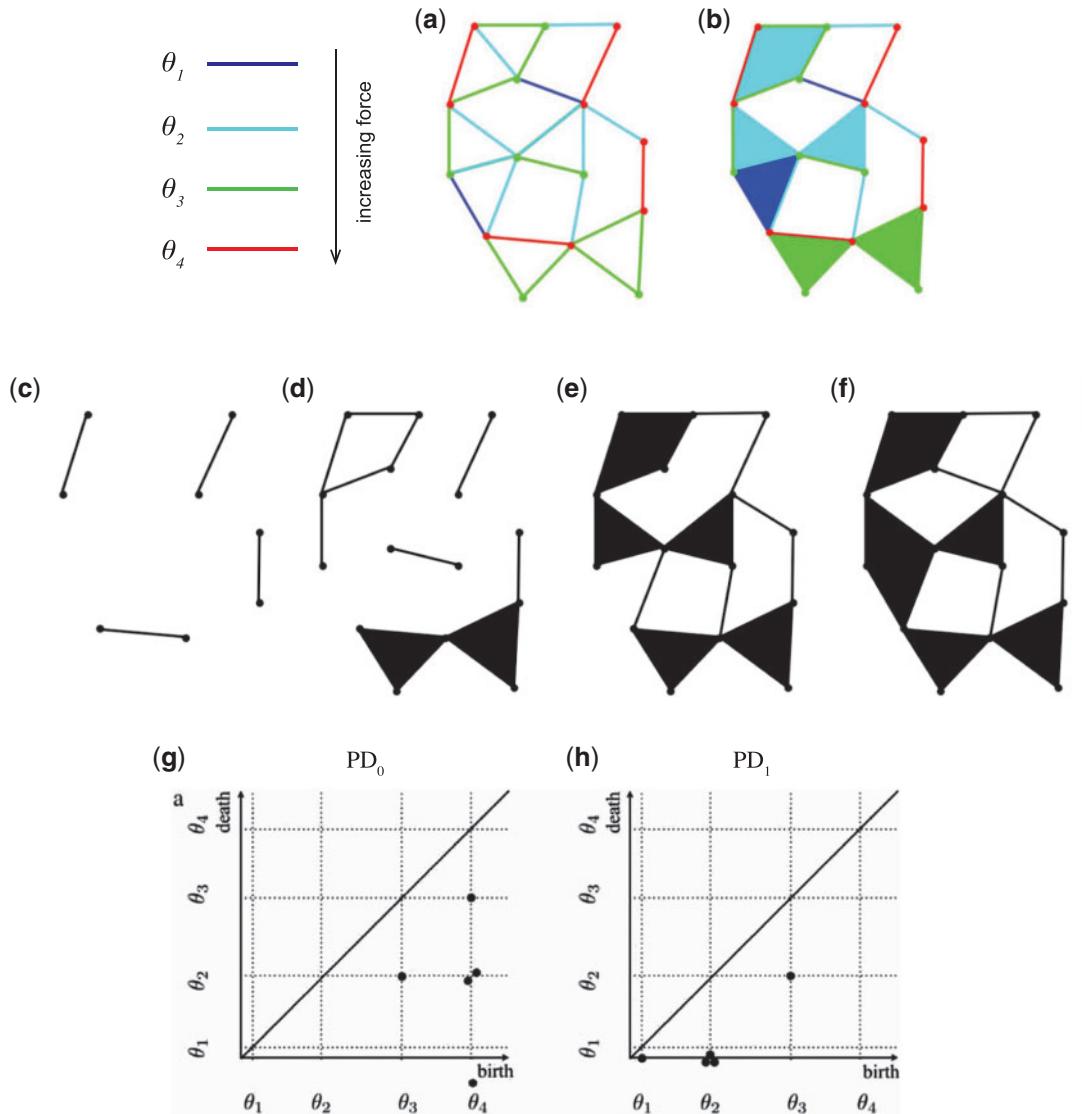 (a)
(b)
θ1
θ2
θ3
θ4
increasing force
(c)
(d)
(e)
(f)
(g)
PD0
a
death
θ4
θ3
θ2
θ1
birth
θ1
θ2
θ3
θ4
(h)
PD1
death
θ4
θ3
θ2
θ1
birth
θ1
θ2
θ3
θ4